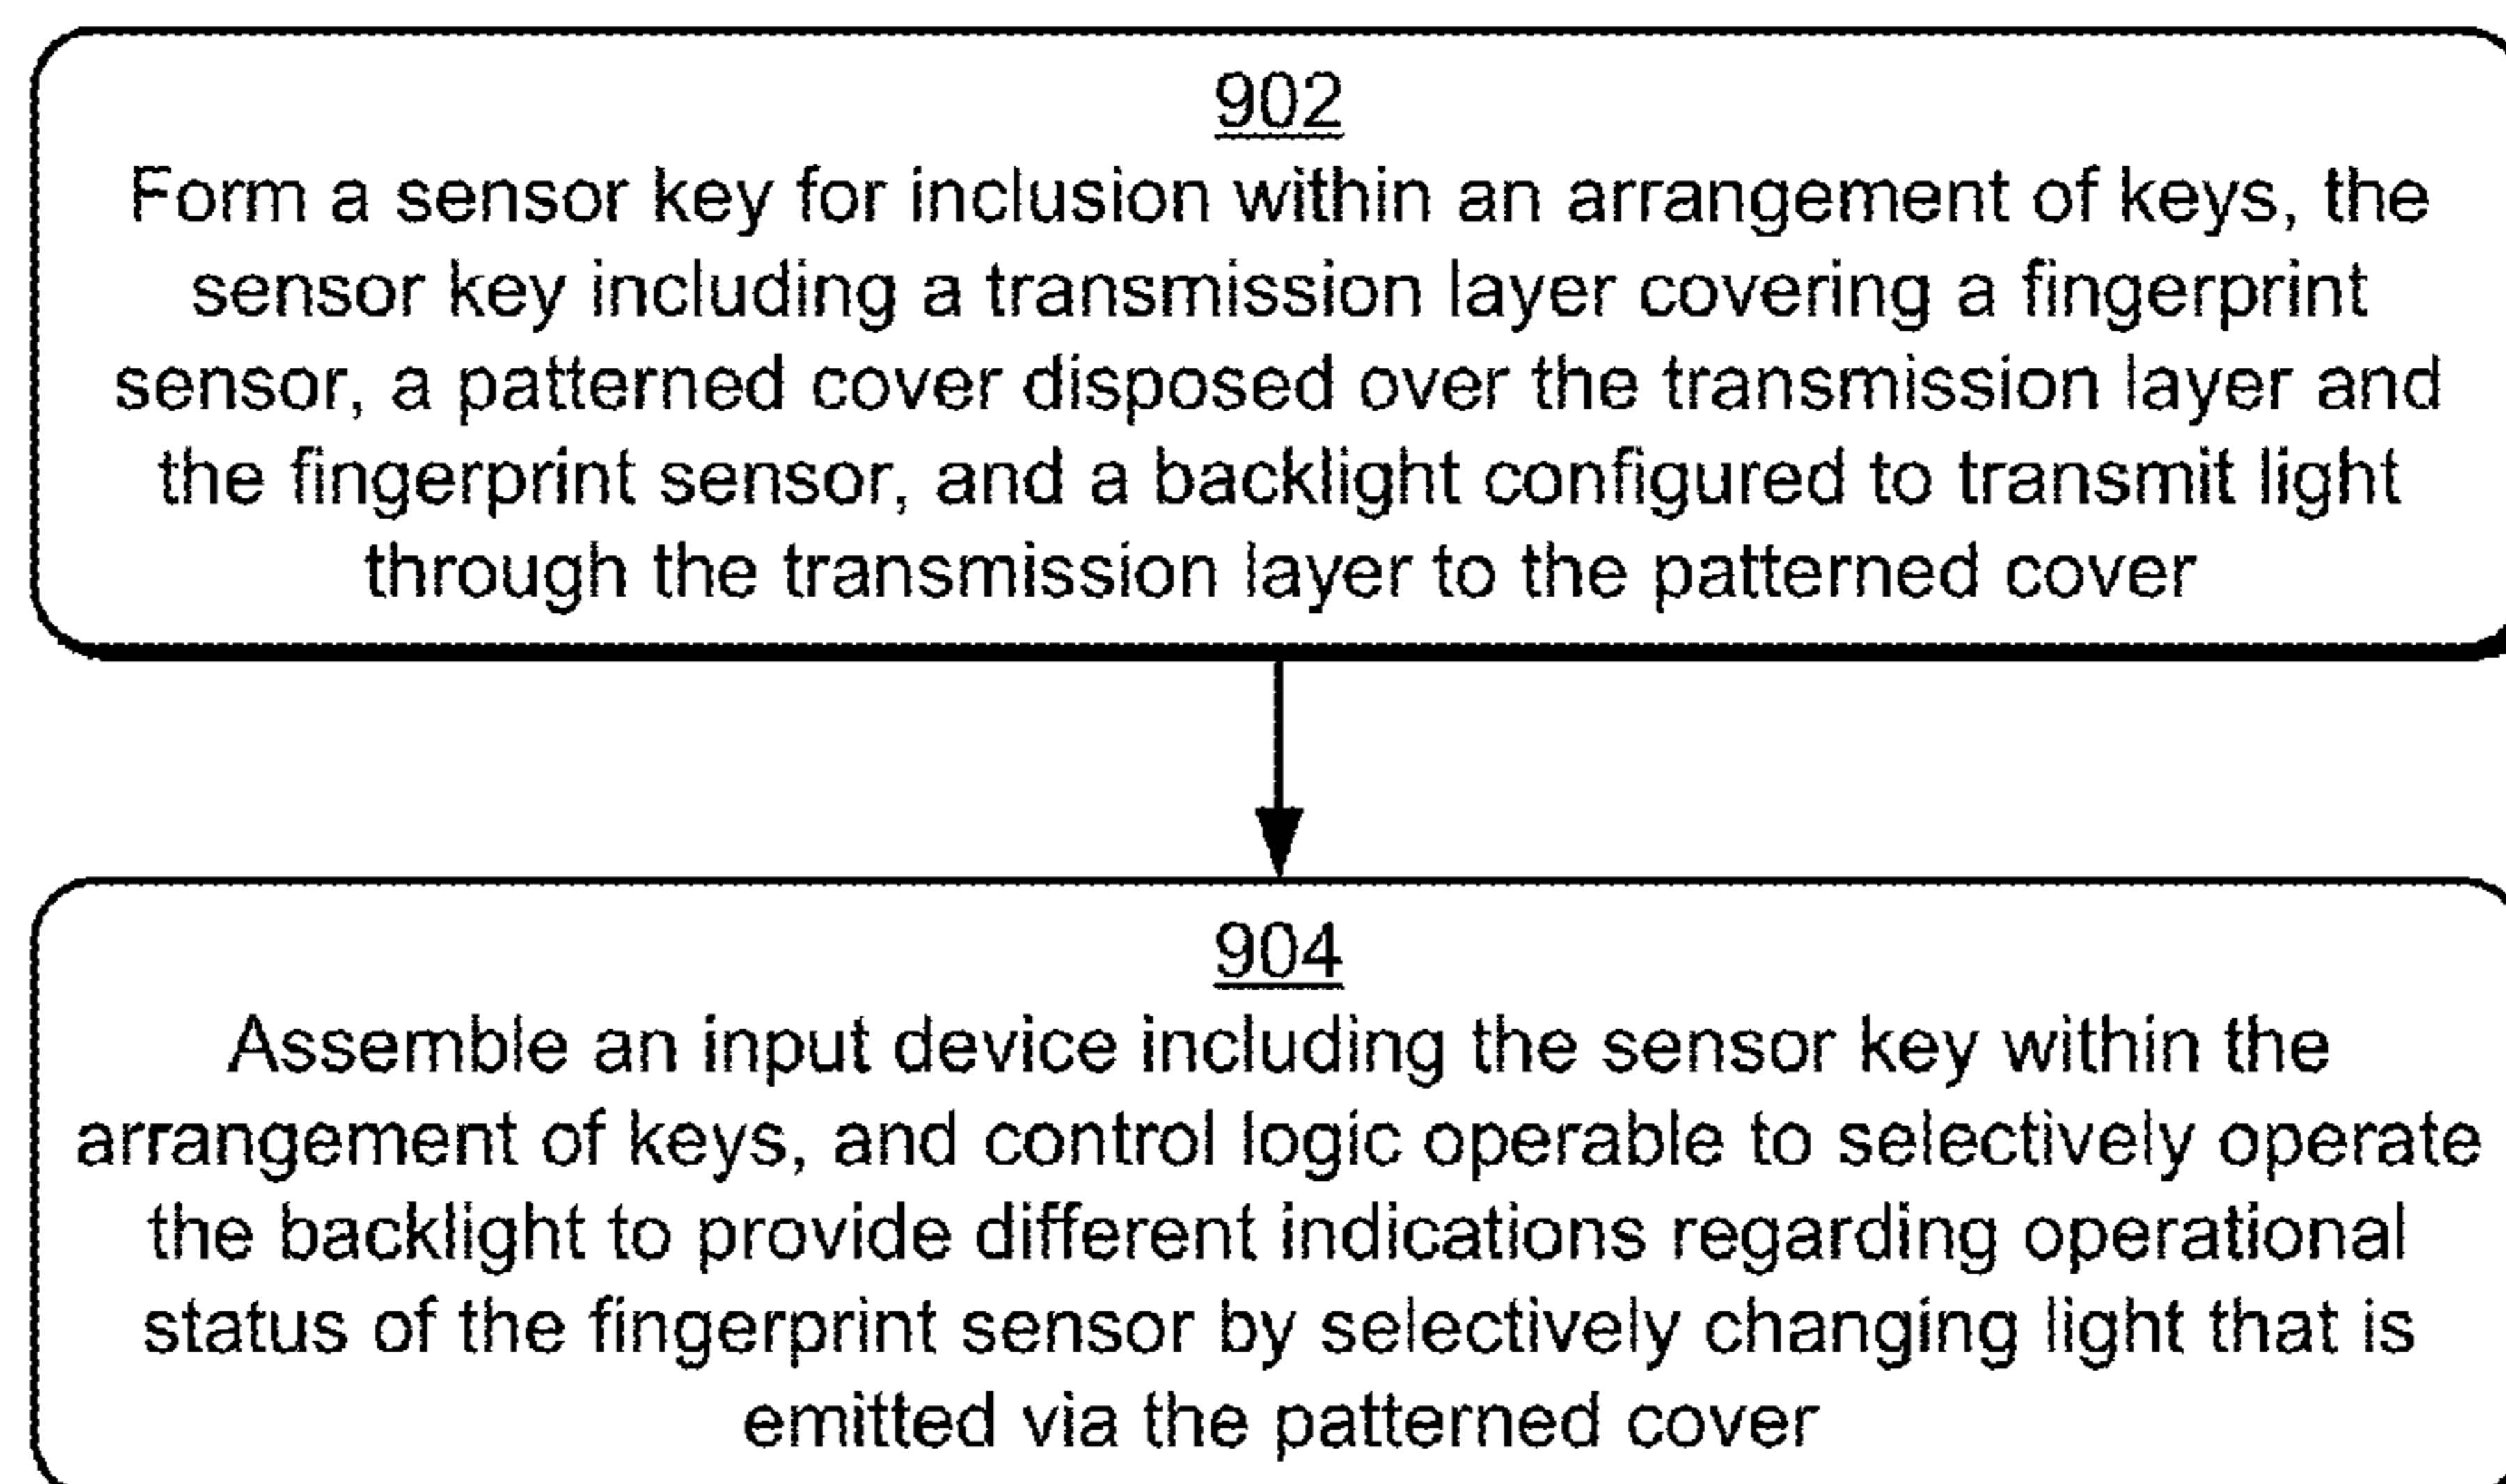 902
Form a sensor key for inclusion within an arrangement of keys, the
sensor key including a transmission layer covering a fingerprint
sensor, a patterned cover disposed over the transmission layer and
the fingerprint sensor, and a backlight configured to transmit light
through the transmission layer to the patterned cover
904
Assemble an input device including the sensor key within the
arrangement of keys, and control logic operable to selectively operate
the backlight to provide different indications regarding operational
status of the fingerprint sensor by selectively changing light that is
emitted via the patterned cover